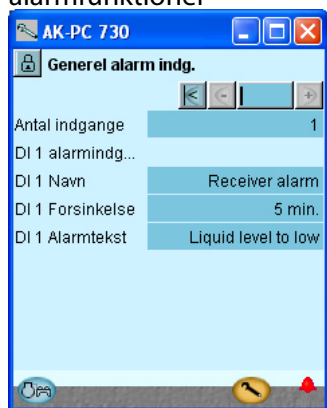 alarmfunktioner
AK-PC 730
Generel alarm indg.
Antal indgange 1
DI 1 alarmindg...
DI 1 Navn Receiver alarm
DI 1 Forsinkelse 5 min.
DI 1 Alarmtekst Liquid level to low